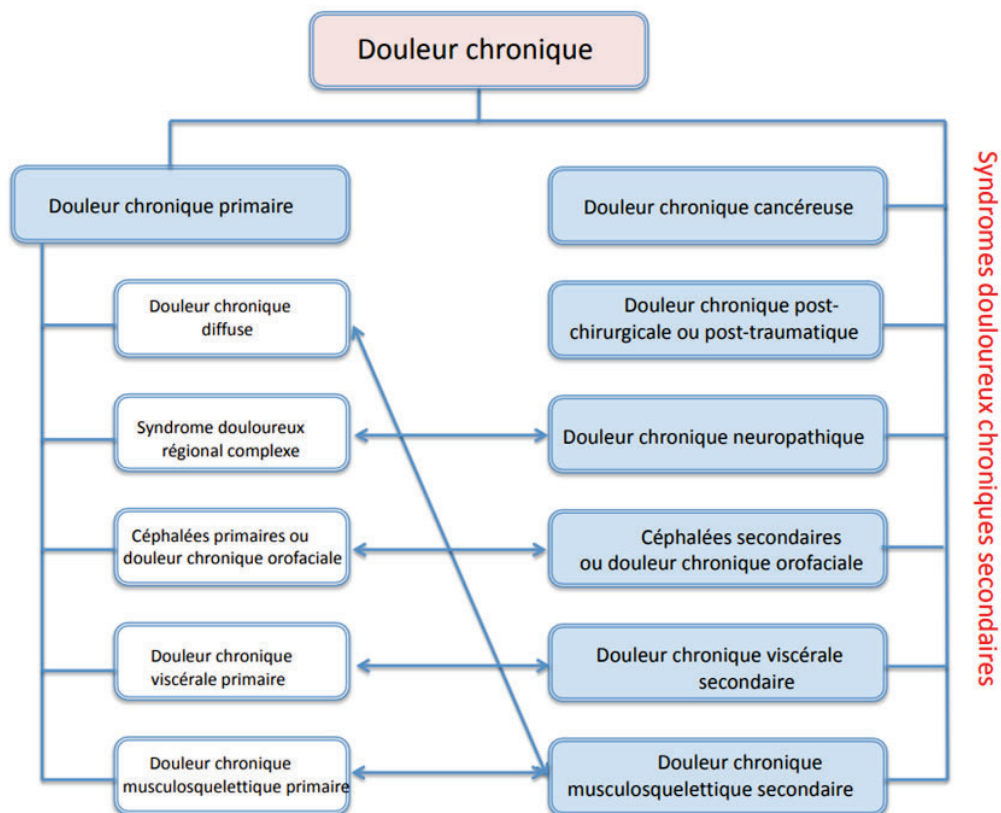 Douleur chronique
Douleur chronique primaire
Douleur chronique
diffuse
Syndrome douloureux
régional complexe
Céphalées primaires ou
douleur chronique orofaciale
Douleur chronique
viscérale primaire
Douleur chronique
musculosquelettique primaire
Douleur chronique cancéreuse
Douleur chronique post-
chirurgicale ou post-traumatique
Douleur chronique neuropathique
Céphalées secondaires
ou douleur chronique orofaciale
Douleur chronique viscérale
secondaire
Douleur chronique
musculosquelettique secondaire
Syndromes douloureux chroniques secondaires